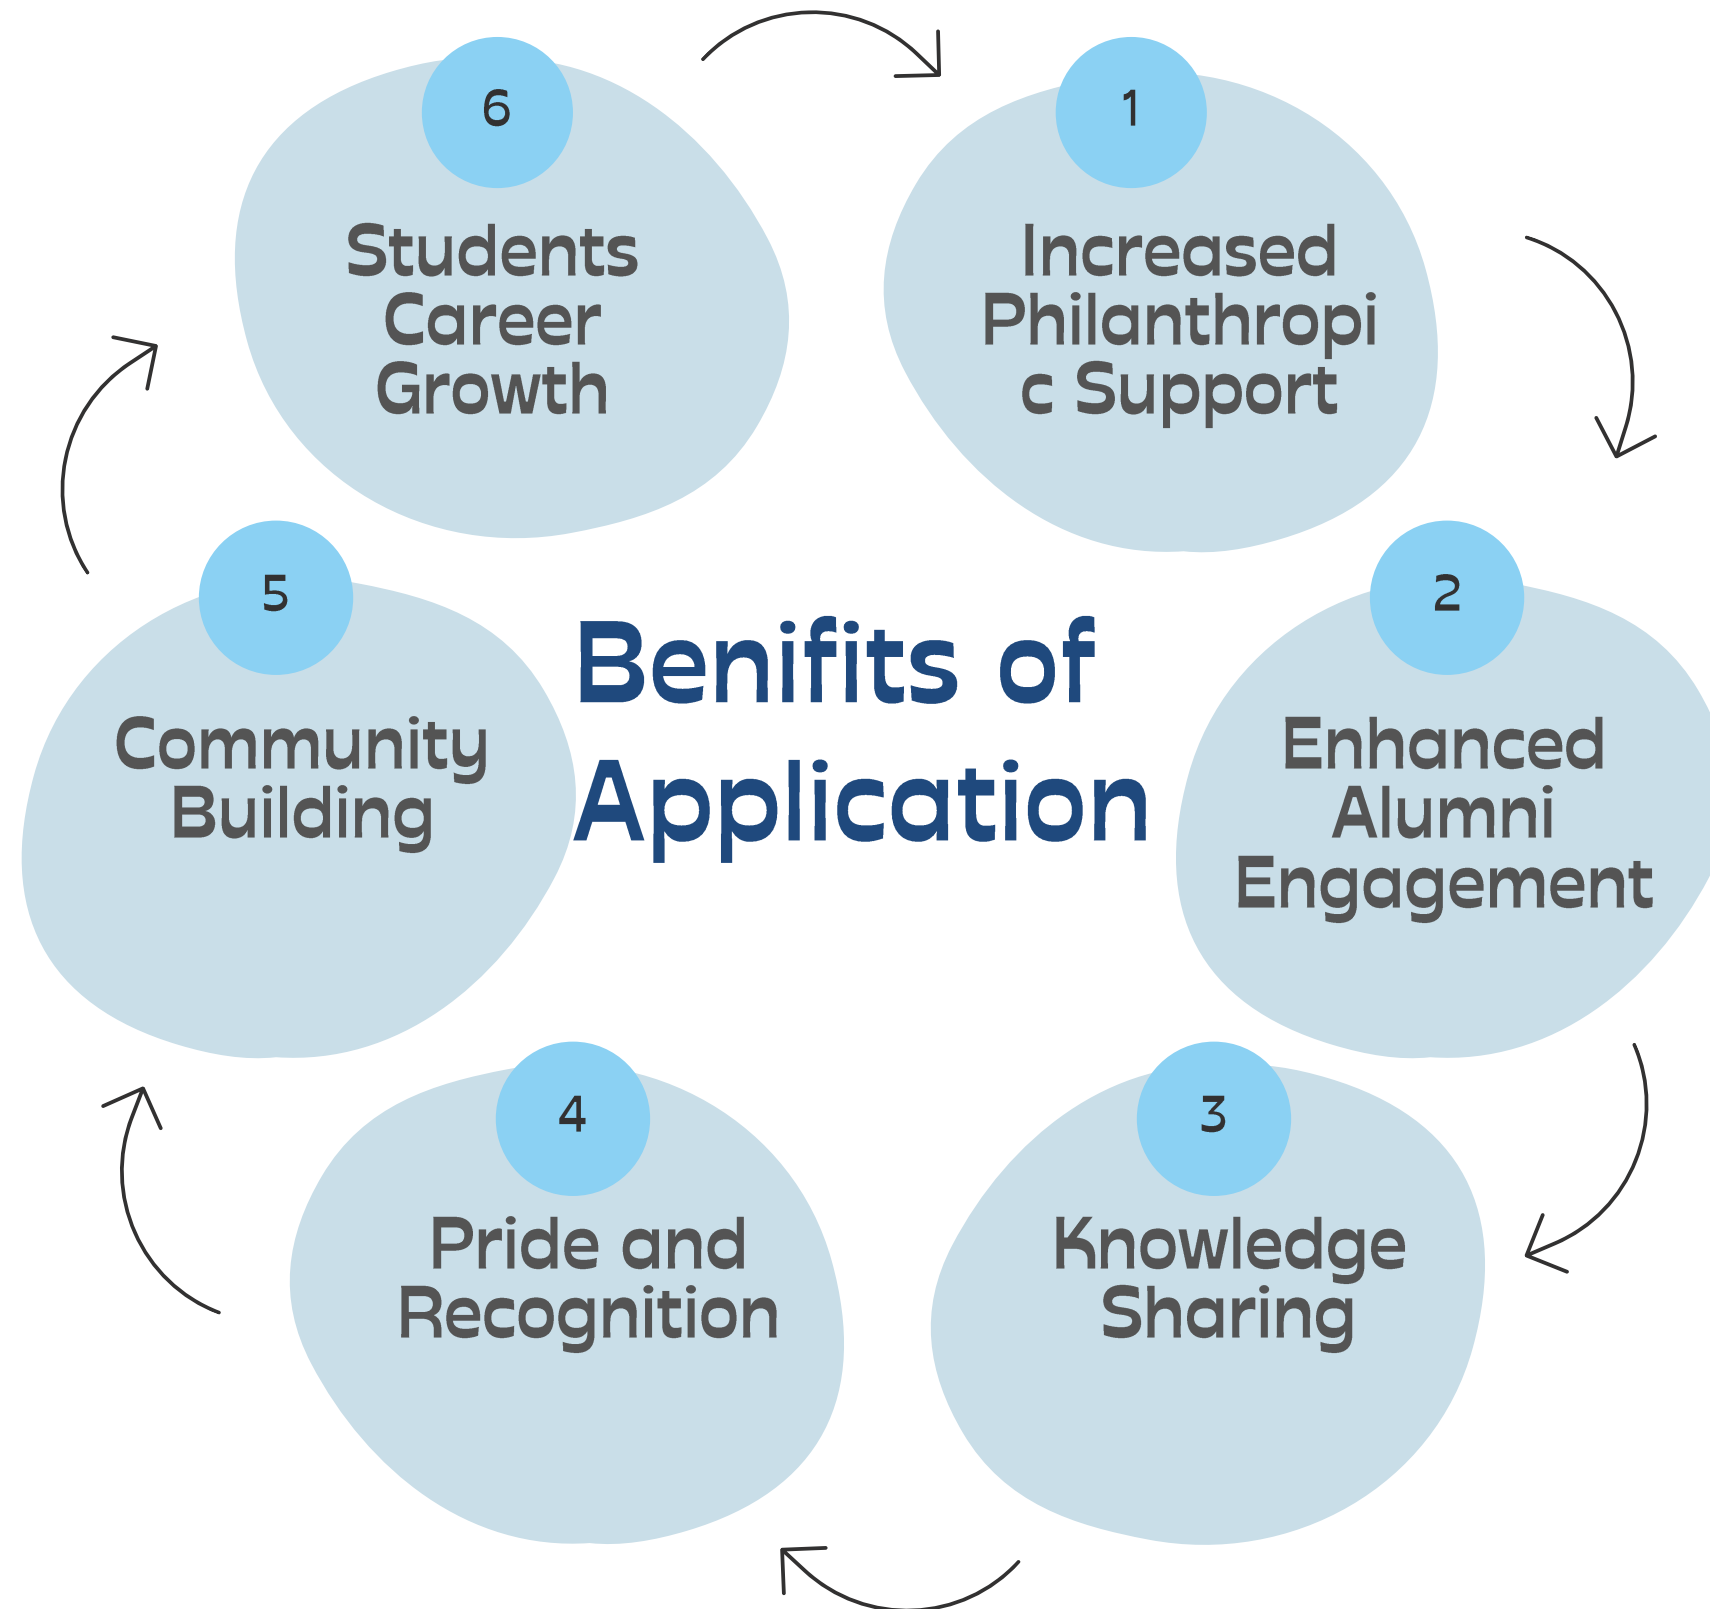 6
Students
Career
Growth
1
Increased
Philanthropi
c Support
5
Community
Building
Benifits of
Application
2
Enhanced
Alumni
Engagement
4
Pride and
Recognition
3
Knowledge
Sharing